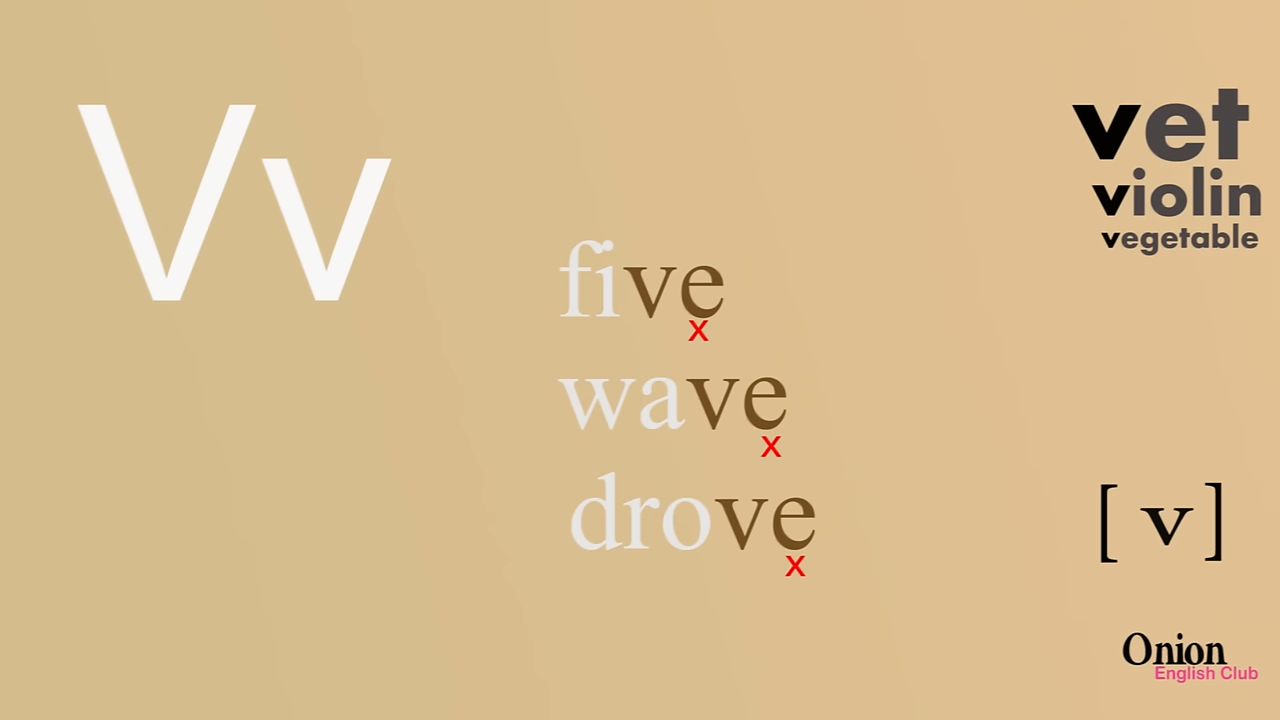 Vv
five
x
wave
x
drove
x
vet
violin
vegetable
[ v ]
Onion
English Club